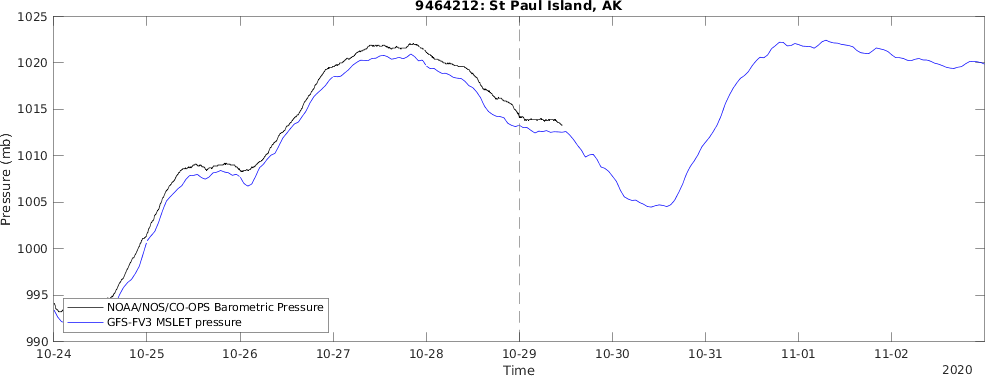 9464212: St Paul Island, AK
1025
1020
1015
1010
1005
1000
995
990
Pressure (mb)
NOAA/NOS/CO-OPS Barometric Pressure
GFS-FV3 MSLET pressure
10-24 10-25 10-26 10-27 10-28 10-29 10-30 10-31 11-01 11-02
Time
2020